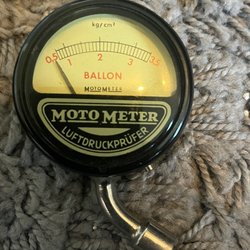 kg/cm²
0,5 1 2 3 3,5
BALLON
MOTOMETER
MOTO METER
LUFTDRUCKPRÜFER